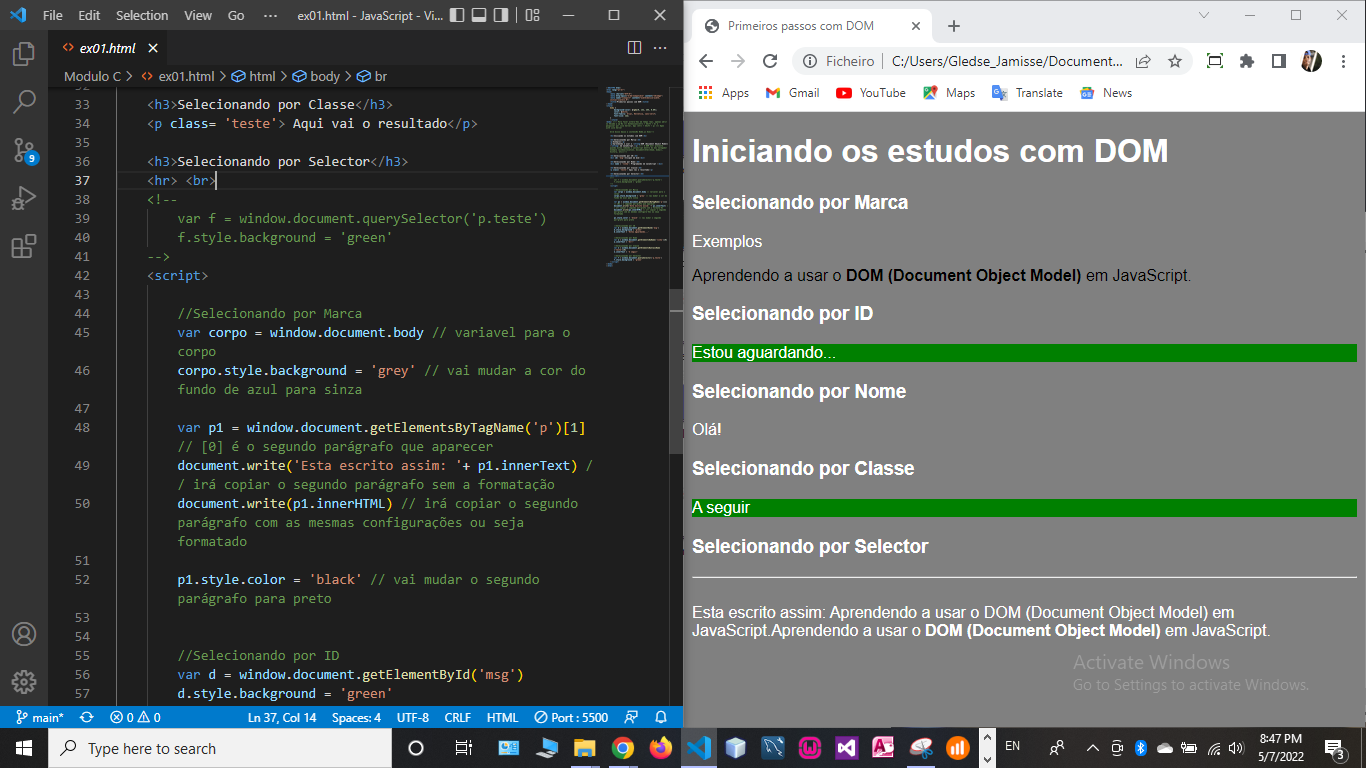 File Edit Selection View Go ··· ex01.html - JavaScript - Vi...
ex01.html
Modulo C > ex01.html > html > body > br
33 <h3>Selecionando por Classe</h3>
34 <p class= 'teste'> Aqui vai o resultado</p>
35
36 <h3>Selecionando por Selector</h3>
37 <hr> <br>
38 <!--
39 var f = window.document.querySelector('p.teste')
40 f.style.background = 'green'
41 -->
42 <script>
43
44 //Selecionando por Marca
45 var corpo = window.document.body // variavel para o
corpo
46 corpo.style.background = 'grey' // vai mudar a cor do
fundo de azul para sinza
47
48 var p1 = window.document.getElementsByTagName('p')[1]
// [0] é o segundo parágrafo que aparecer
49 document.write('Esta escrito assim: '+ p1.innerText) /
/ irá copiar o segundo parágrafo sem a formatação
50 document.write(p1.innerHTML) // irá copiar o segundo
parágrafo com as mesmas configurações ou seja
formatado
51
52 p1.style.color = 'black' // vai mudar o segundo
parágrafo para preto
53
54
55 //Selecionando por ID
56 var d = window.document.getElementById('msg')
57 d.style.background = 'green'
9
main* 0 0 Ln 37, Col 14 Spaces: 4 UTF-8 CRLF HTML Port : 5500
Primeiros passos com DOM
Ficheiro | C:/Users/Gledse_Jamisse/Document...
Apps Gmail YouTube Maps Translate News
Iniciando os estudos com DOM
Selecionando por Marca
Exemplos
Aprendendo a usar o DOM (Document Object Model) em JavaScript.
Selecionando por ID
Estou aguardando...
Selecionando por Nome
Olá!
Selecionando por Classe
A seguir
Selecionando por Selector
Esta escrito assim: Aprendendo a usar o DOM (Document Object Model) em
JavaScript.Aprendendo a usar o DOM (Document Object Model) em JavaScript.
Activate Windows
Go to Settings to activate Windows.
Type here to search
EN
8:47 PM
5/7/2022
3